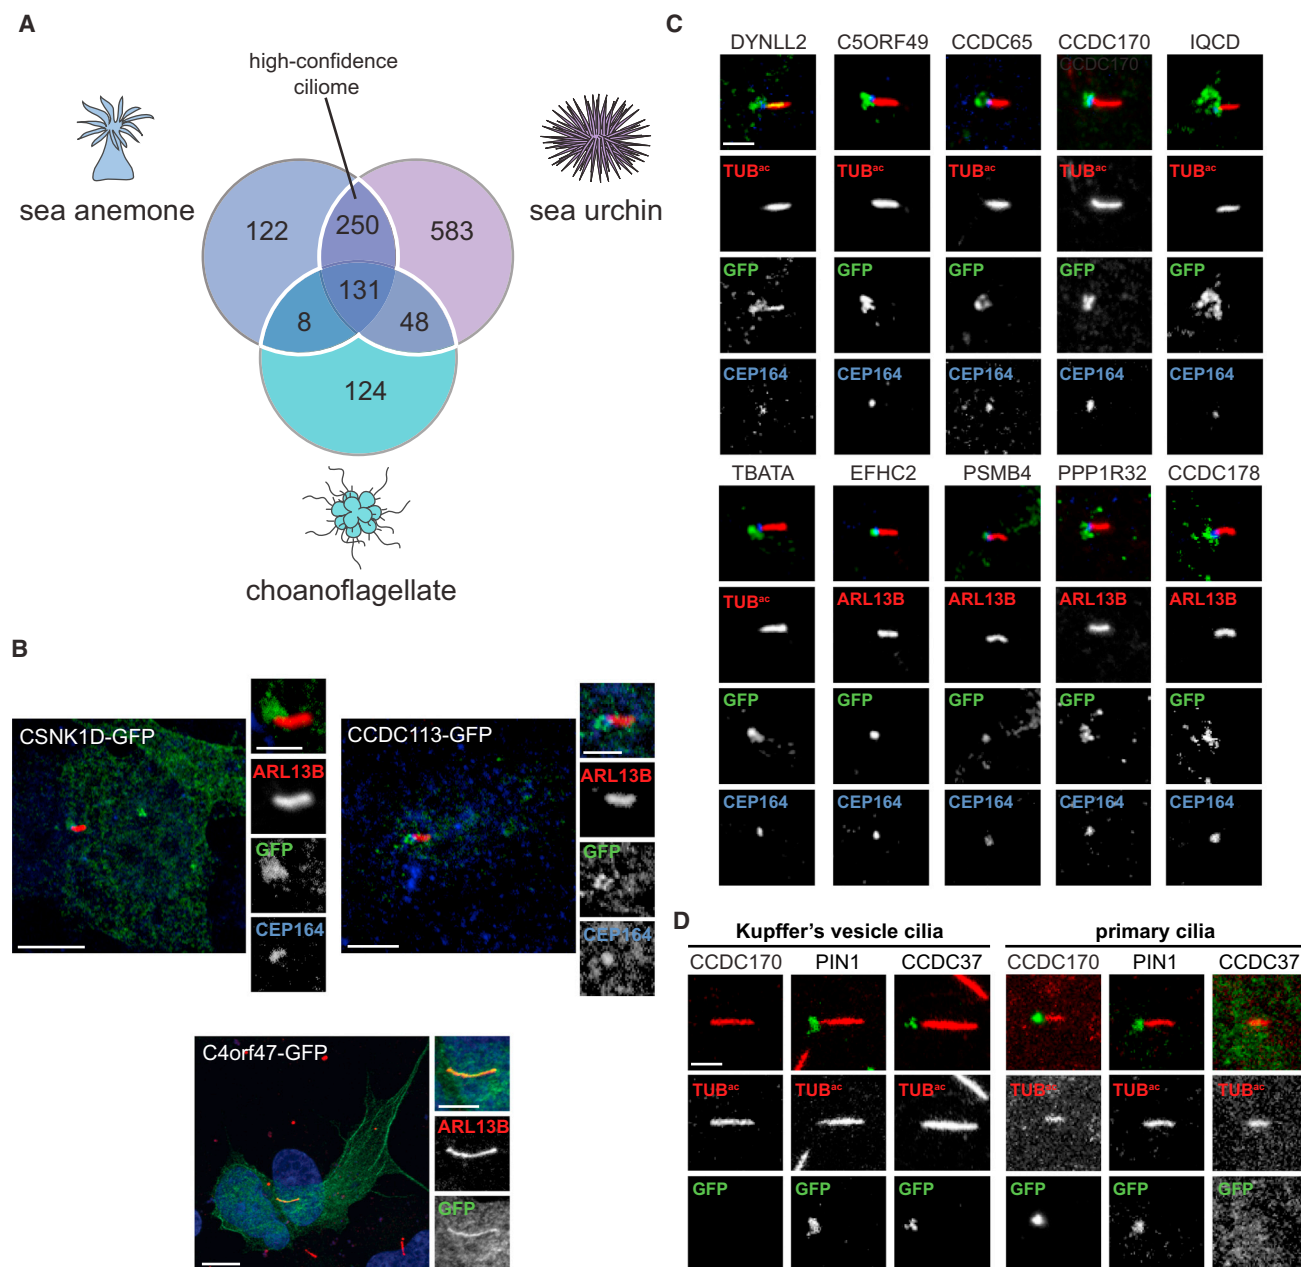 A
high-confidence
ciliome
sea anemone
sea urchin
122
250
583
131
8
48
124
choanoflagellate
B
CSNK1D-GFP
ARL13B
GFP
CEP164
CCDC113-GFP
ARL13B
GFP
CEP164
C4orf47-GFP
ARL13B
GFP
C
DYNLL2 C5ORF49 CCDC65 CCDC170 IQCD
CCDC170
TUBac TUBac TUBac TUBac TUBac
GFP GFP GFP GFP GFP
CEP164 CEP164 CEP164 CEP164 CEP164
TBATA EFHC2 PSMB4 PPP1R32 CCDC178
TUBac ARL13B ARL13B ARL13B ARL13B
GFP GFP GFP GFP GFP
CEP164 CEP164 CEP164 CEP164 CEP164
D
Kupffer's vesicle cilia primary cilia
CCDC170 PIN1 CCDC37 CCDC170 PIN1 CCDC37
TUBac TUBac TUBac TUBac TUBac TUBac
GFP GFP GFP GFP GFP GFP